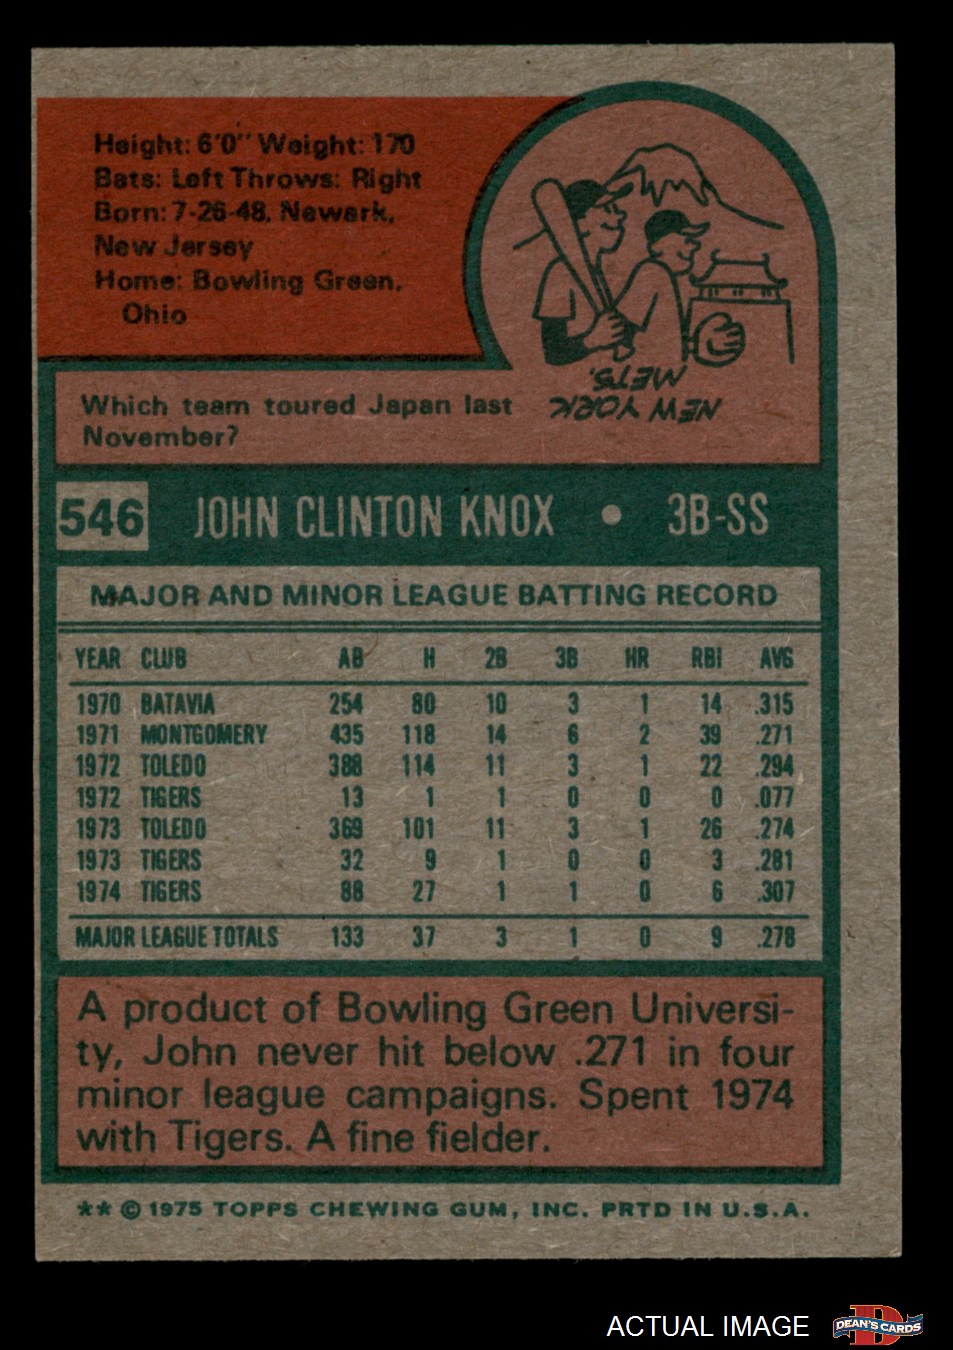 Height: 6'0" Weight: 170
Bats: Left Throws: Right
Born: 7-26-48, Newark,
New Jersey
Home: Bowling Green,
Ohio
Which team toured Japan last
November?
NEW YORK
METS.
546 JOHN CLINTON KNOX • 3B-SS
MAJOR AND MINOR LEAGUE BATTING RECORD
YEAR CLUB AB H 2B 3B HR RBI AVG
1970 BATAVIA 254 80 10 3 1 14 .315
1971 MONTGOMERY 435 118 14 6 2 39 .271
1972 TOLEDO 388 114 11 3 1 22 .294
1972 TIGERS 13 1 1 0 0 0 .077
1973 TOLEDO 369 101 11 3 1 26 .274
1973 TIGERS 32 9 1 0 0 3 .281
1974 TIGERS 88 27 1 1 0 6 .307
MAJOR LEAGUE TOTALS 133 37 3 1 0 9 .278
A product of Bowling Green Universi-
ty, John never hit below .271 in four
minor league campaigns. Spent 1974
with Tigers. A fine fielder.
** © 1975 TOPPS CHEWING GUM, INC. PRTD IN U.S.A.
ACTUAL IMAGE
D
DEAN'S CARDS